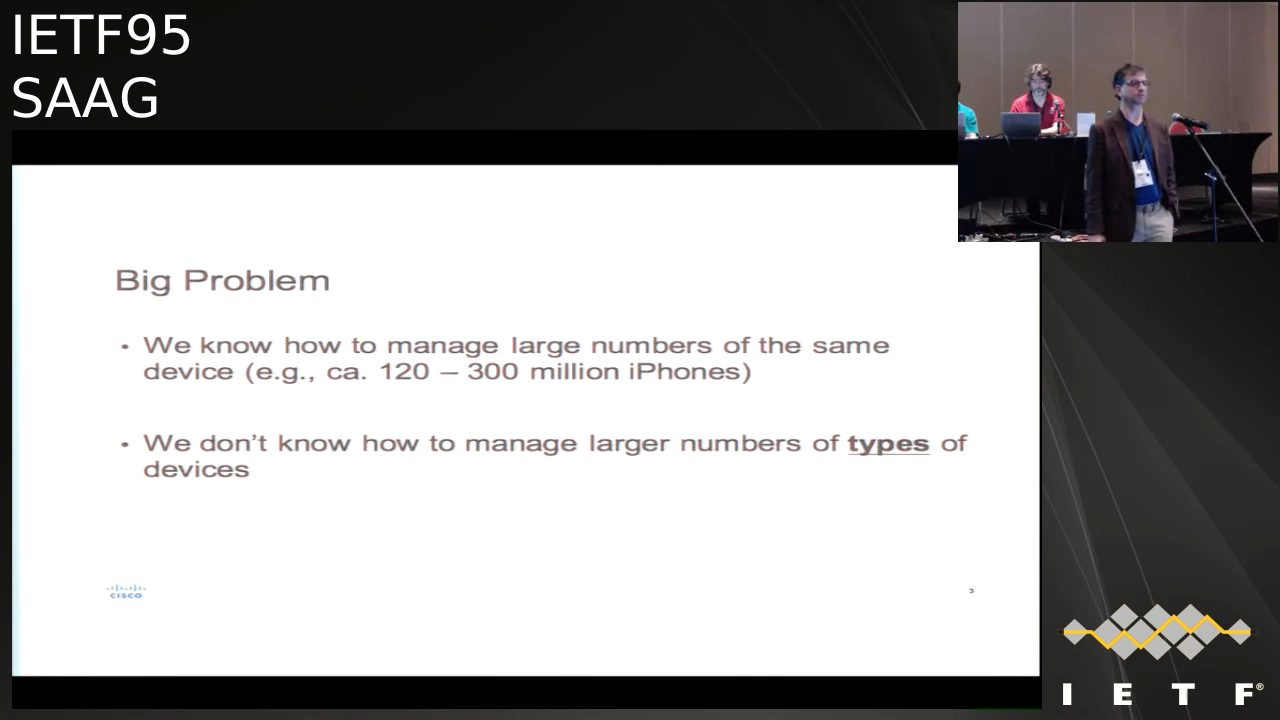 IETF95
SAAG
Big Problem
• We know how to manage large numbers of the same
device (e.g., ca. 120 – 300 million iPhones)
• We don’t know how to manage larger numbers of types of
devices
CISCO
3
I E T F®